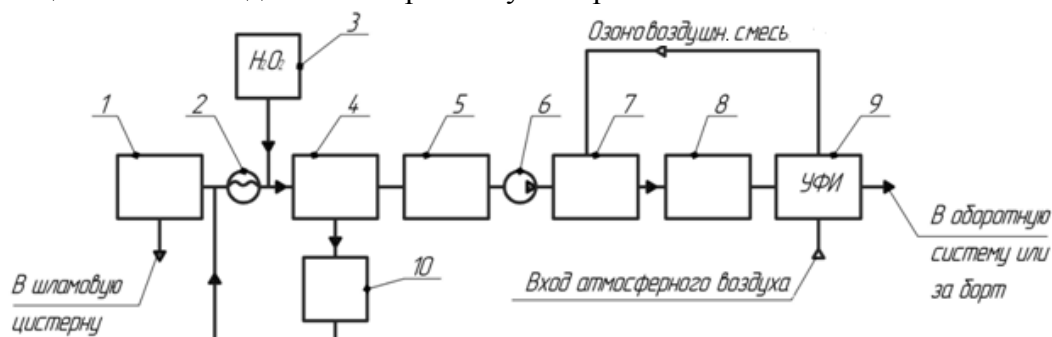 3
Озоновоздушн. смесь
H₂O₂
1
2
4
5
6
7
8
9
УФИ
В оборотную
систему или
за борт
В шламовую
цистерну
10
Вход атмосферного воздуха